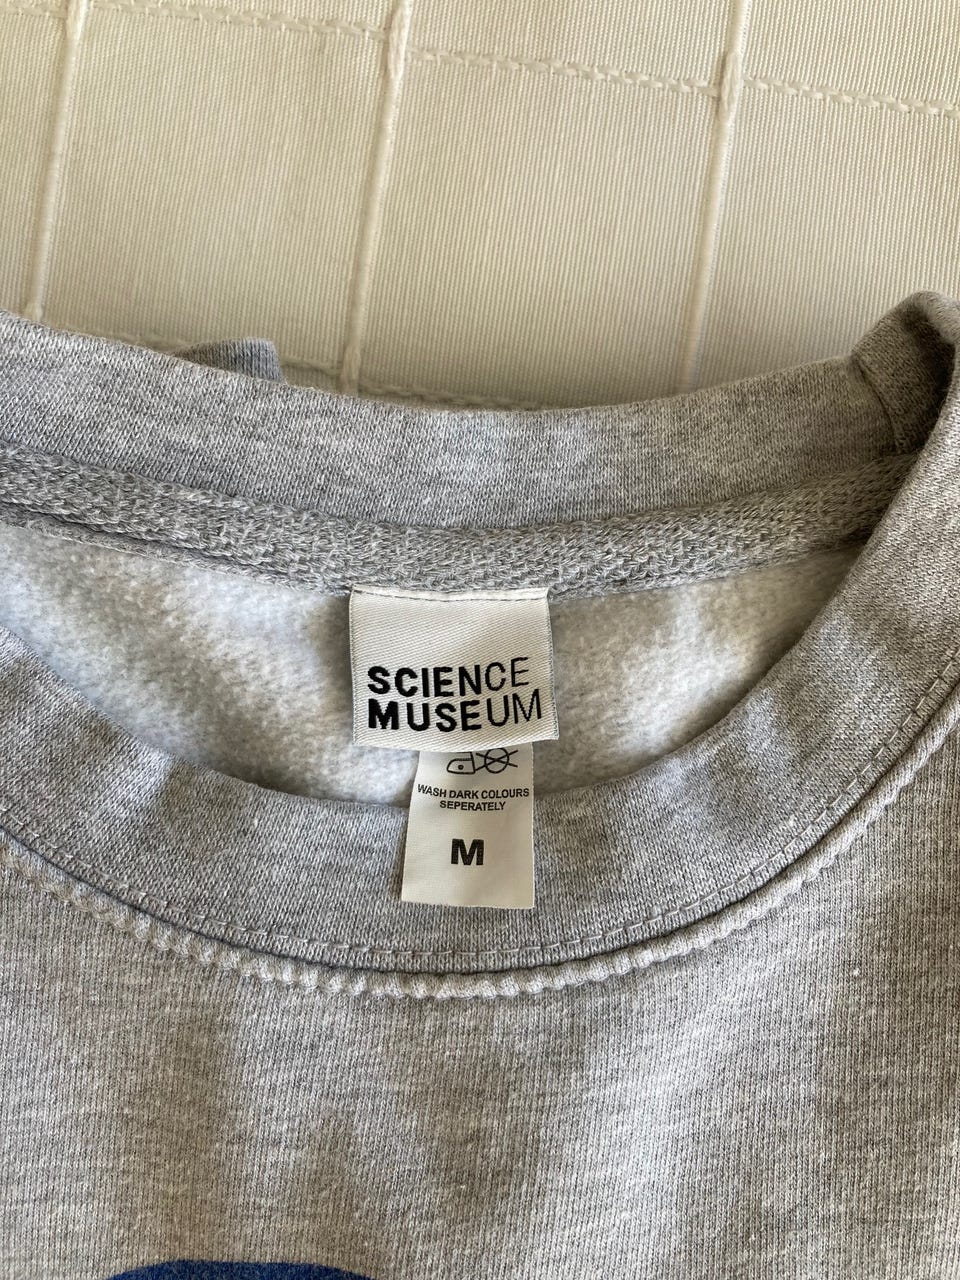 SCIENCE
MUSEUM
WASH DARK COLOURS
SEPERATELY
M